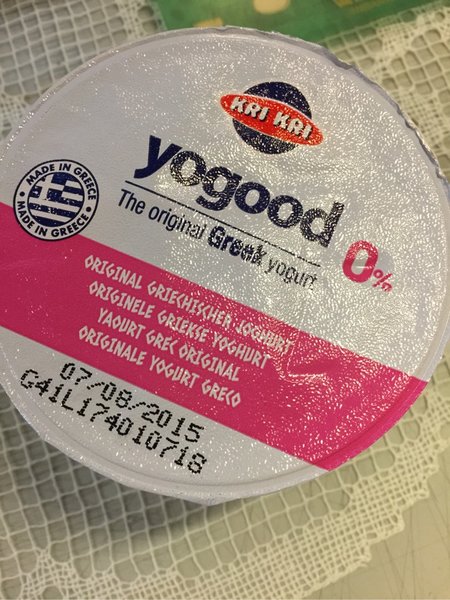 KRI KRI
yogood
The original Greek yogurt
0%
MADE IN GREECE
MADE IN GREECE
ORIGINAL GRIECHISCHER JOGHURT
ORIGINELE GRIEKSE YOGHURT
YAOURT GREC ORIGINAL
ORIGINALE YOGURT GRECO
07/08/2015
G41L174010718